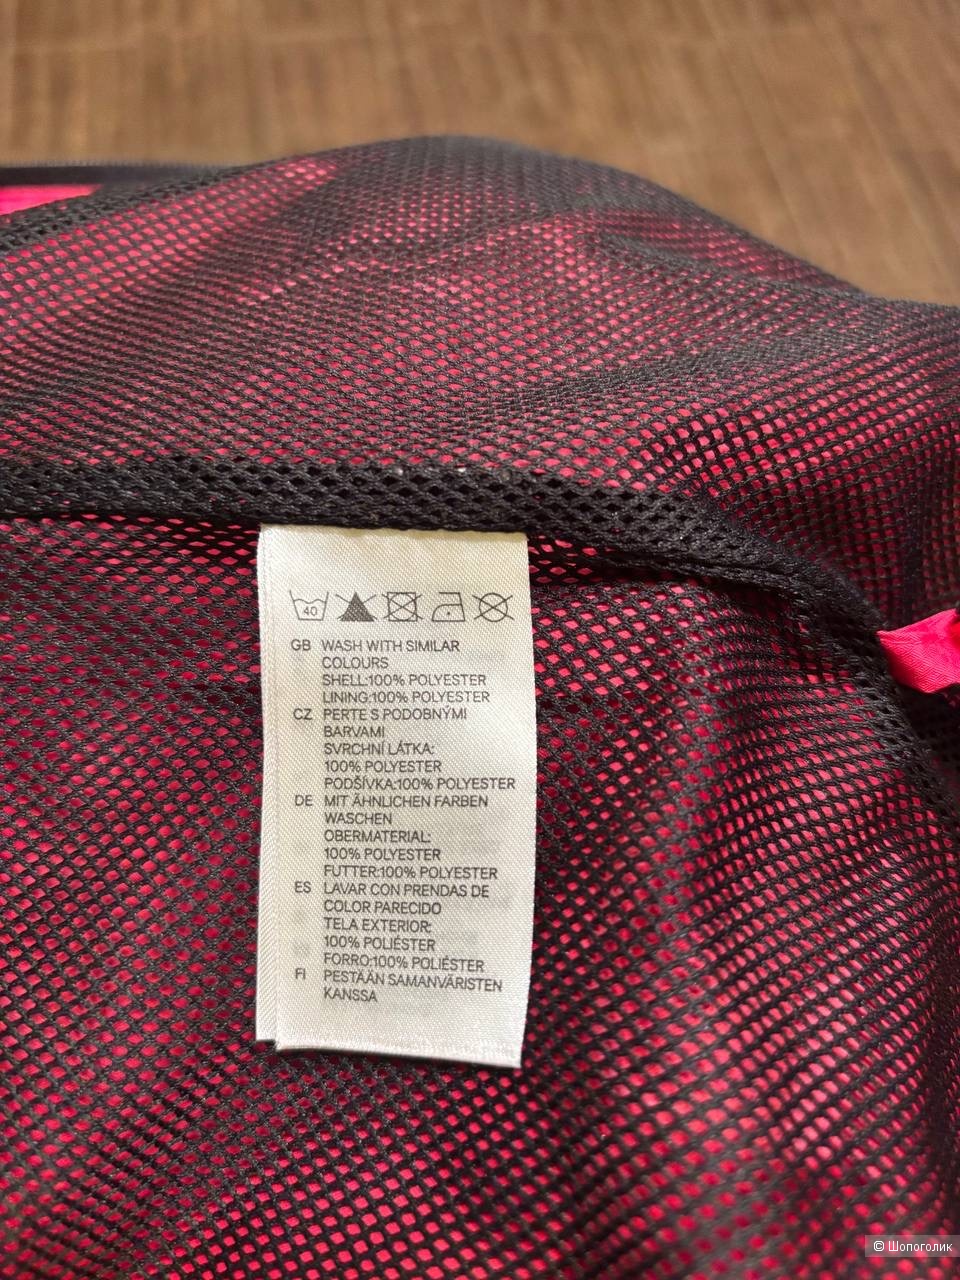 40
GB WASH WITH SIMILAR
COLOURS
SHELL:100% POLYESTER
LINING:100% POLYESTER
CZ PERTE S PODOBNÝMI
BARVAMI
SVRCHNÍ LÁTKA:
100% POLYESTER
PODŠÍVKA:100% POLYESTER
DE MIT ÄHNLICHEN FARBEN
WASCHEN
OBERMATERIAL:
100% POLYESTER
FUTTER:100% POLYESTER
ES LAVAR CON PRENDAS DE
COLOR PARECIDO
TELA EXTERIOR:
100% POLIÉSTER
FORRO:100% POLIÉSTER
FI PESTÄÄN SAMANVÄRISTEN
KANSSA
© Шопоголик